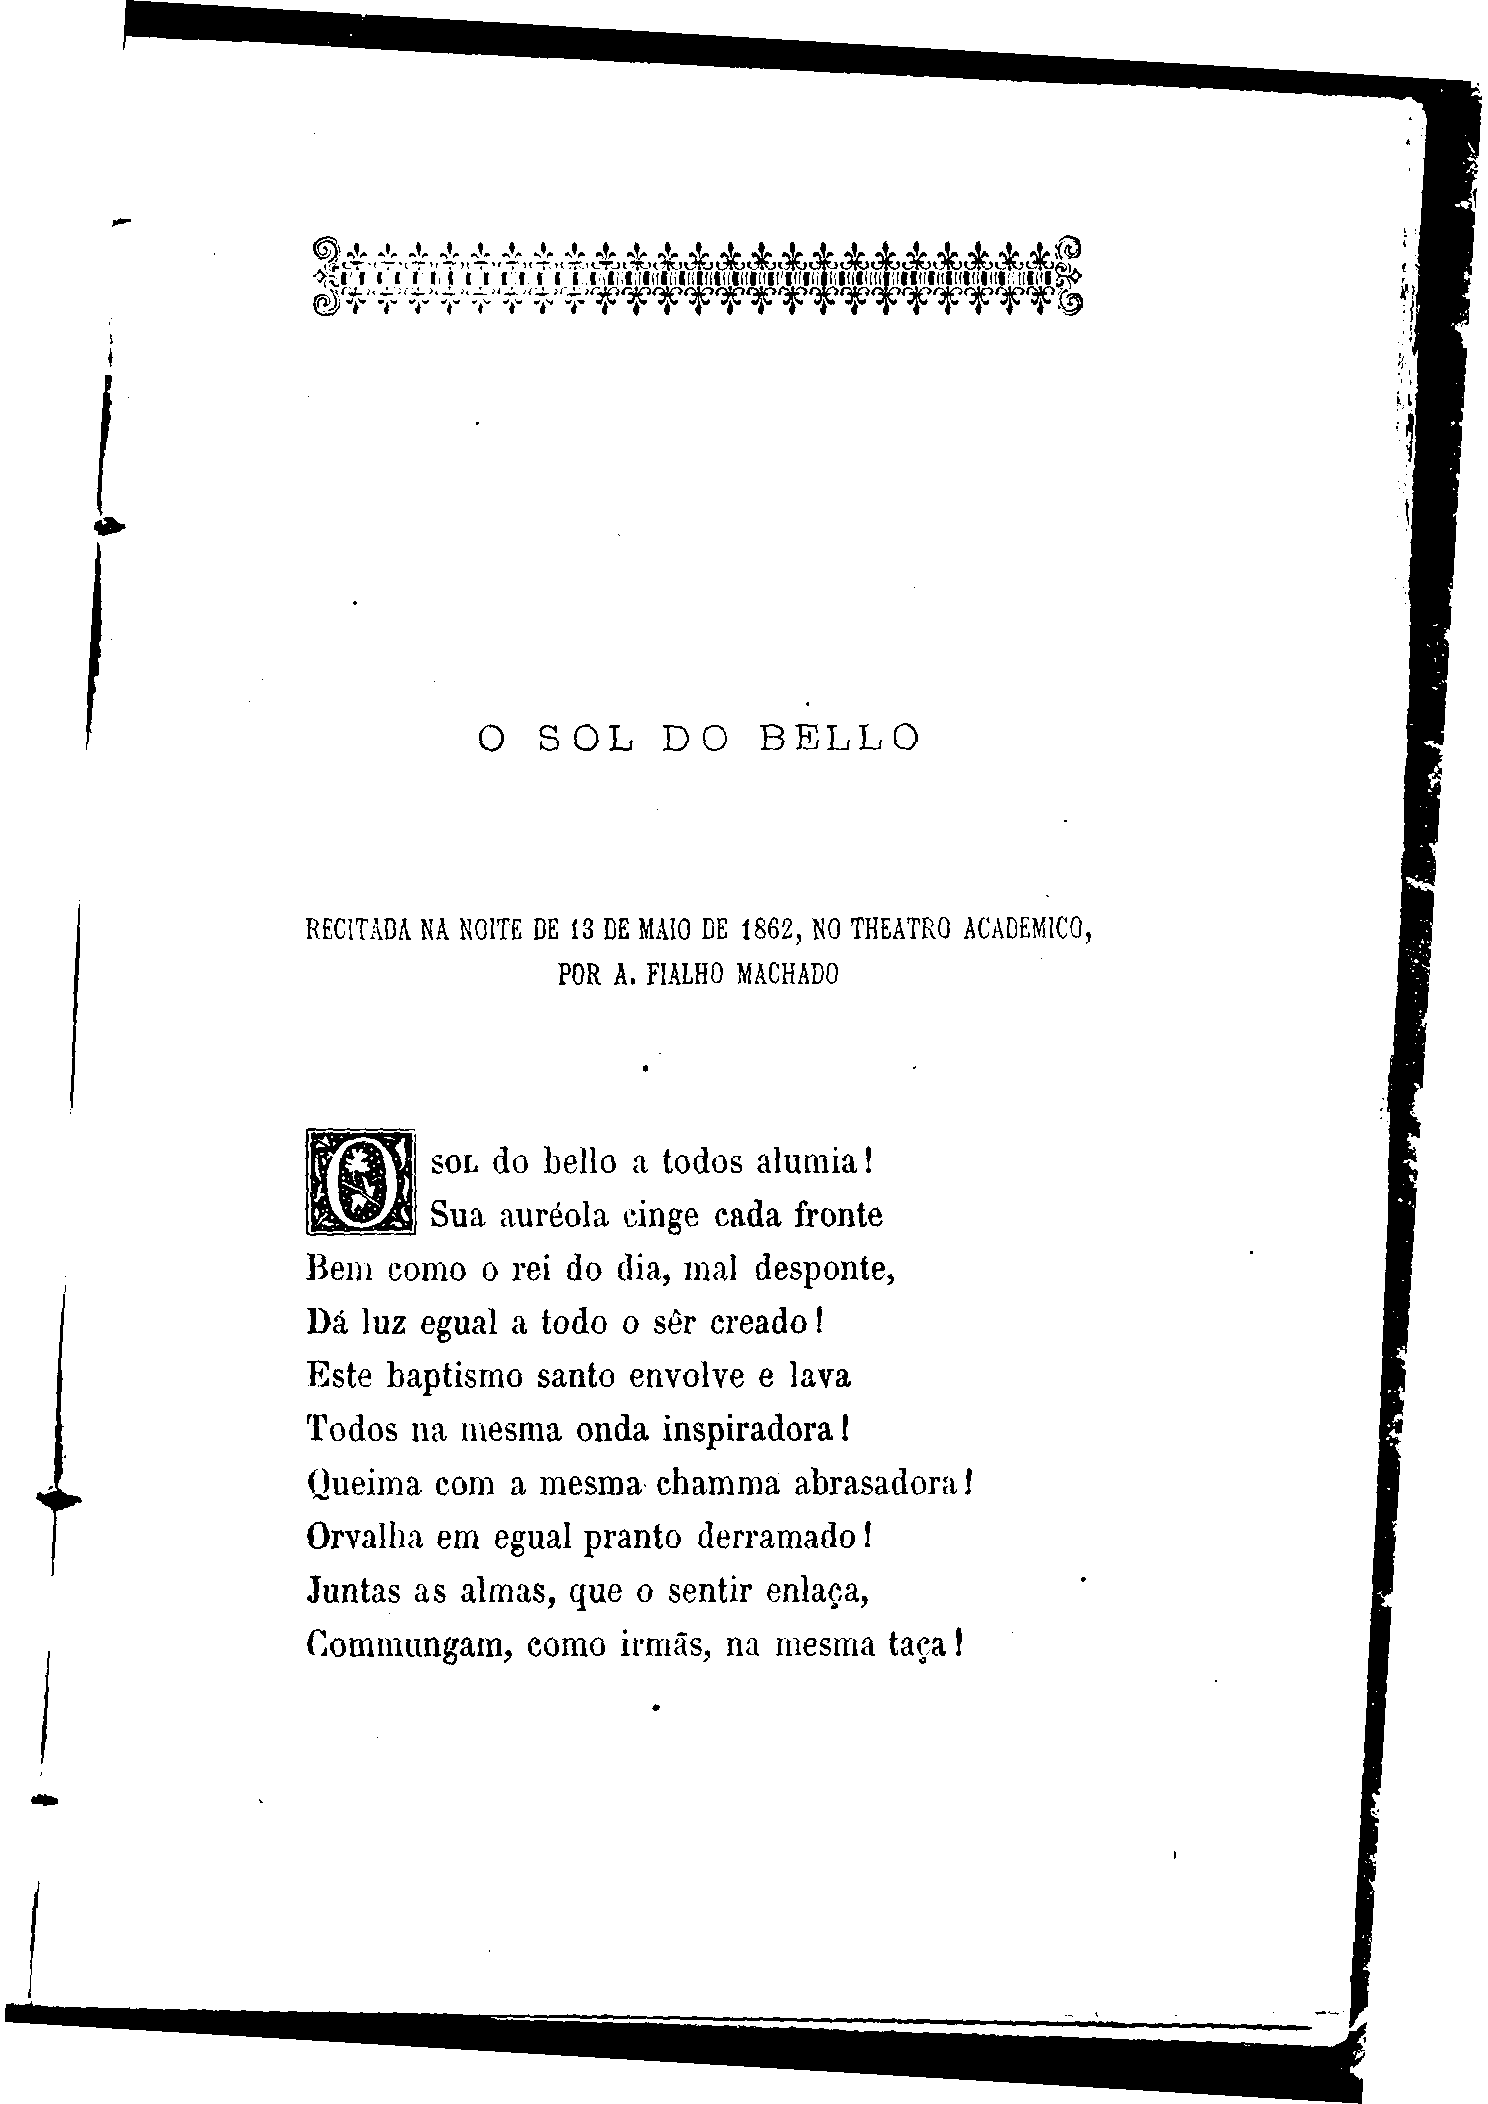 O SOL DO BELLO
RECITADA NA NOITE DE 13 DE MAIO DE 1862, NO THEATRO ACADEMICO,
POR A. FIALHO MACHADO
O SOL do bello a todos alumia!
Sua auréola cinge cada fronte
Bem como o rei do dia, mal desponte,
Dá luz egual a todo o sêr creado!
Este baptismo santo envolve e lava
Todos na mesma onda inspiradora!
Queima com a mesma chamma abrasadora!
Orvalha em egual pranto derramado!
Juntas as almas, que o sentir enlaça,
Commungam, como irmãs, na mesma taça!